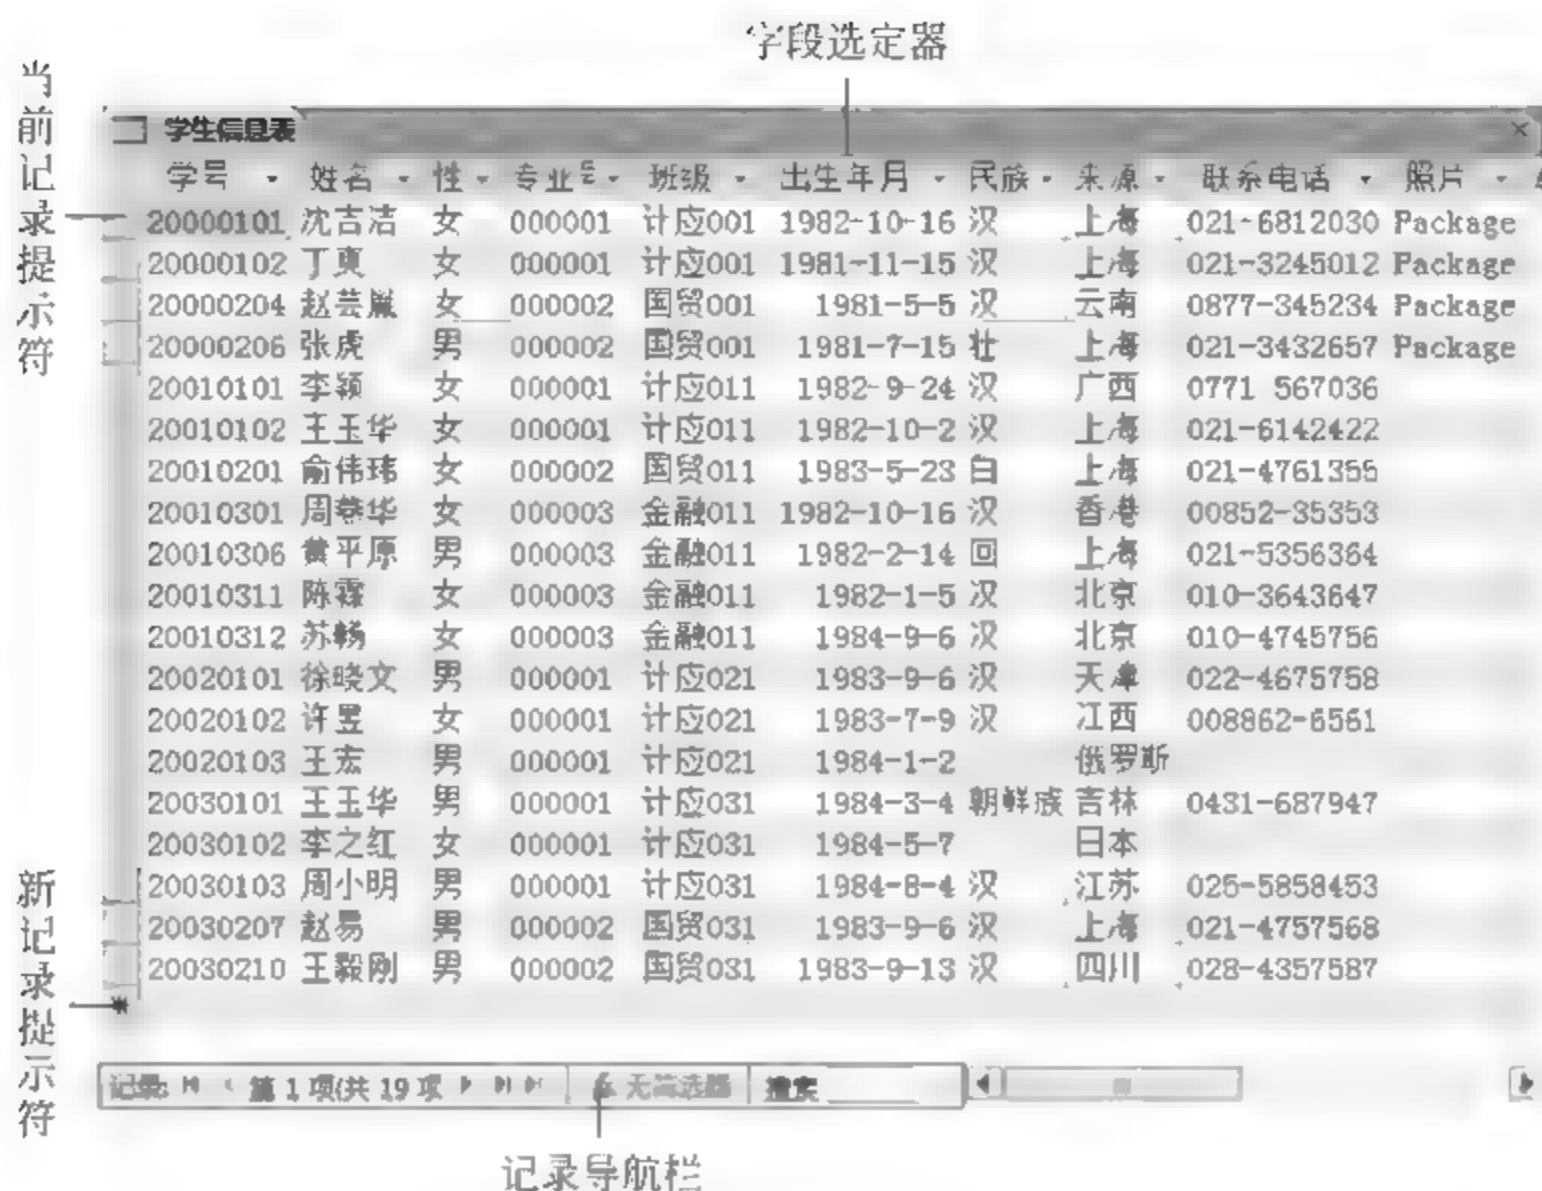 字段选定器
当前记录提示符
学生信息表
学号 姓名 性 专业号 班级 出生年月 民族 来源 联系电话 照片
20000101 沈吉洁 女 000001 计应001 1982-10-16 汉 上海 021-6812030 Package
20000102 丁爽 女 000001 计应001 1981-11-15 汉 上海 021-3245012 Package
20000204 赵芸胤 女 000002 国贸001 1981-5-5 汉 云南 0877-345234 Package
20000206 张虎 男 000002 国贸001 1981-7-15 壮 上海 021-3432657 Package
20010101 李颖 女 000001 计应011 1982-9-24 汉 广西 0771 567036
20010102 王玉华 女 000001 计应011 1982-10-2 汉 上海 021-6142422
20010201 俞伟玮 女 000002 国贸011 1983-5-23 白 上海 021-4761355
20010301 周华 女 000003 金融011 1982-10-16 汉 香港 00852-35353
20010306 黄平原 男 000003 金融011 1982-2-14 回 上海 021-5356364
20010311 陈霖 女 000003 金融011 1982-1-5 汉 北京 010-3643647
20010312 苏畅 女 000003 金融011 1984-9-6 汉 北京 010-4745756
20020101 徐晓文 男 000001 计应021 1983-9-6 汉 天津 022-4675758
20020102 许昱 女 000001 计应021 1983-7-9 汉 江西 008862-6561
20020103 王宏 男 000001 计应021 1984-1-2 俄罗斯
20030101 王玉华 男 000001 计应031 1984-3-4 朝鲜族 吉林 0431-687947
20030102 李之红 女 000001 计应031 1984-5-7 日本
20030103 周小明 男 000001 计应031 1984-8-4 汉 江苏 025-5858453
20030207 赵易 男 000002 国贸031 1983-9-6 汉 上海 021-4757568
20030210 王毅刚 男 000002 国贸031 1983-9-13 汉 四川 028-4357587
新记录提示符
记录: 第 1 项(共 19 项 无筛选器 搜索
记录导航栏